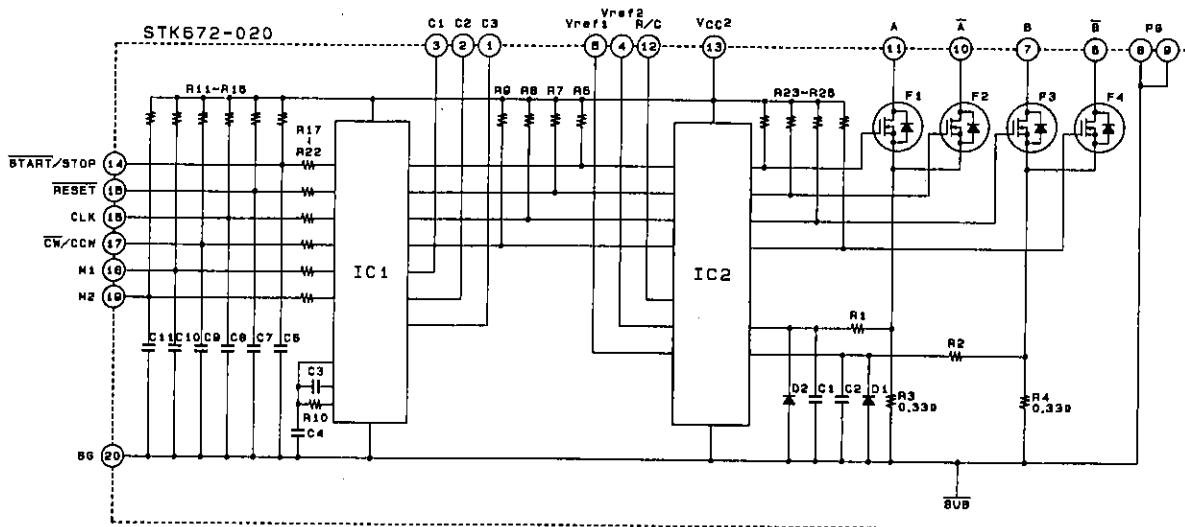 STK672-020
C1 C2 C3
Vref1 Vref2 R/C
VCC2
A A B B PG
3 2 1 5 4 12 13 11 10 7 6 8 9
R11~R16
R9 R8 R7 R6
R23~R26
F1 F2 F3 F4
R17
~
R22
START/STOP 14
RESET 15
CLK 16
CW/CCW 17
M1 18
M2 19
IC1
IC2
R1
R2
C11 C10 C9 C8 C7 C5
C3
R10
C4
D2 C1 C2 D1
R3
0.33Ω
R4
0.33Ω
SG 20
SUB